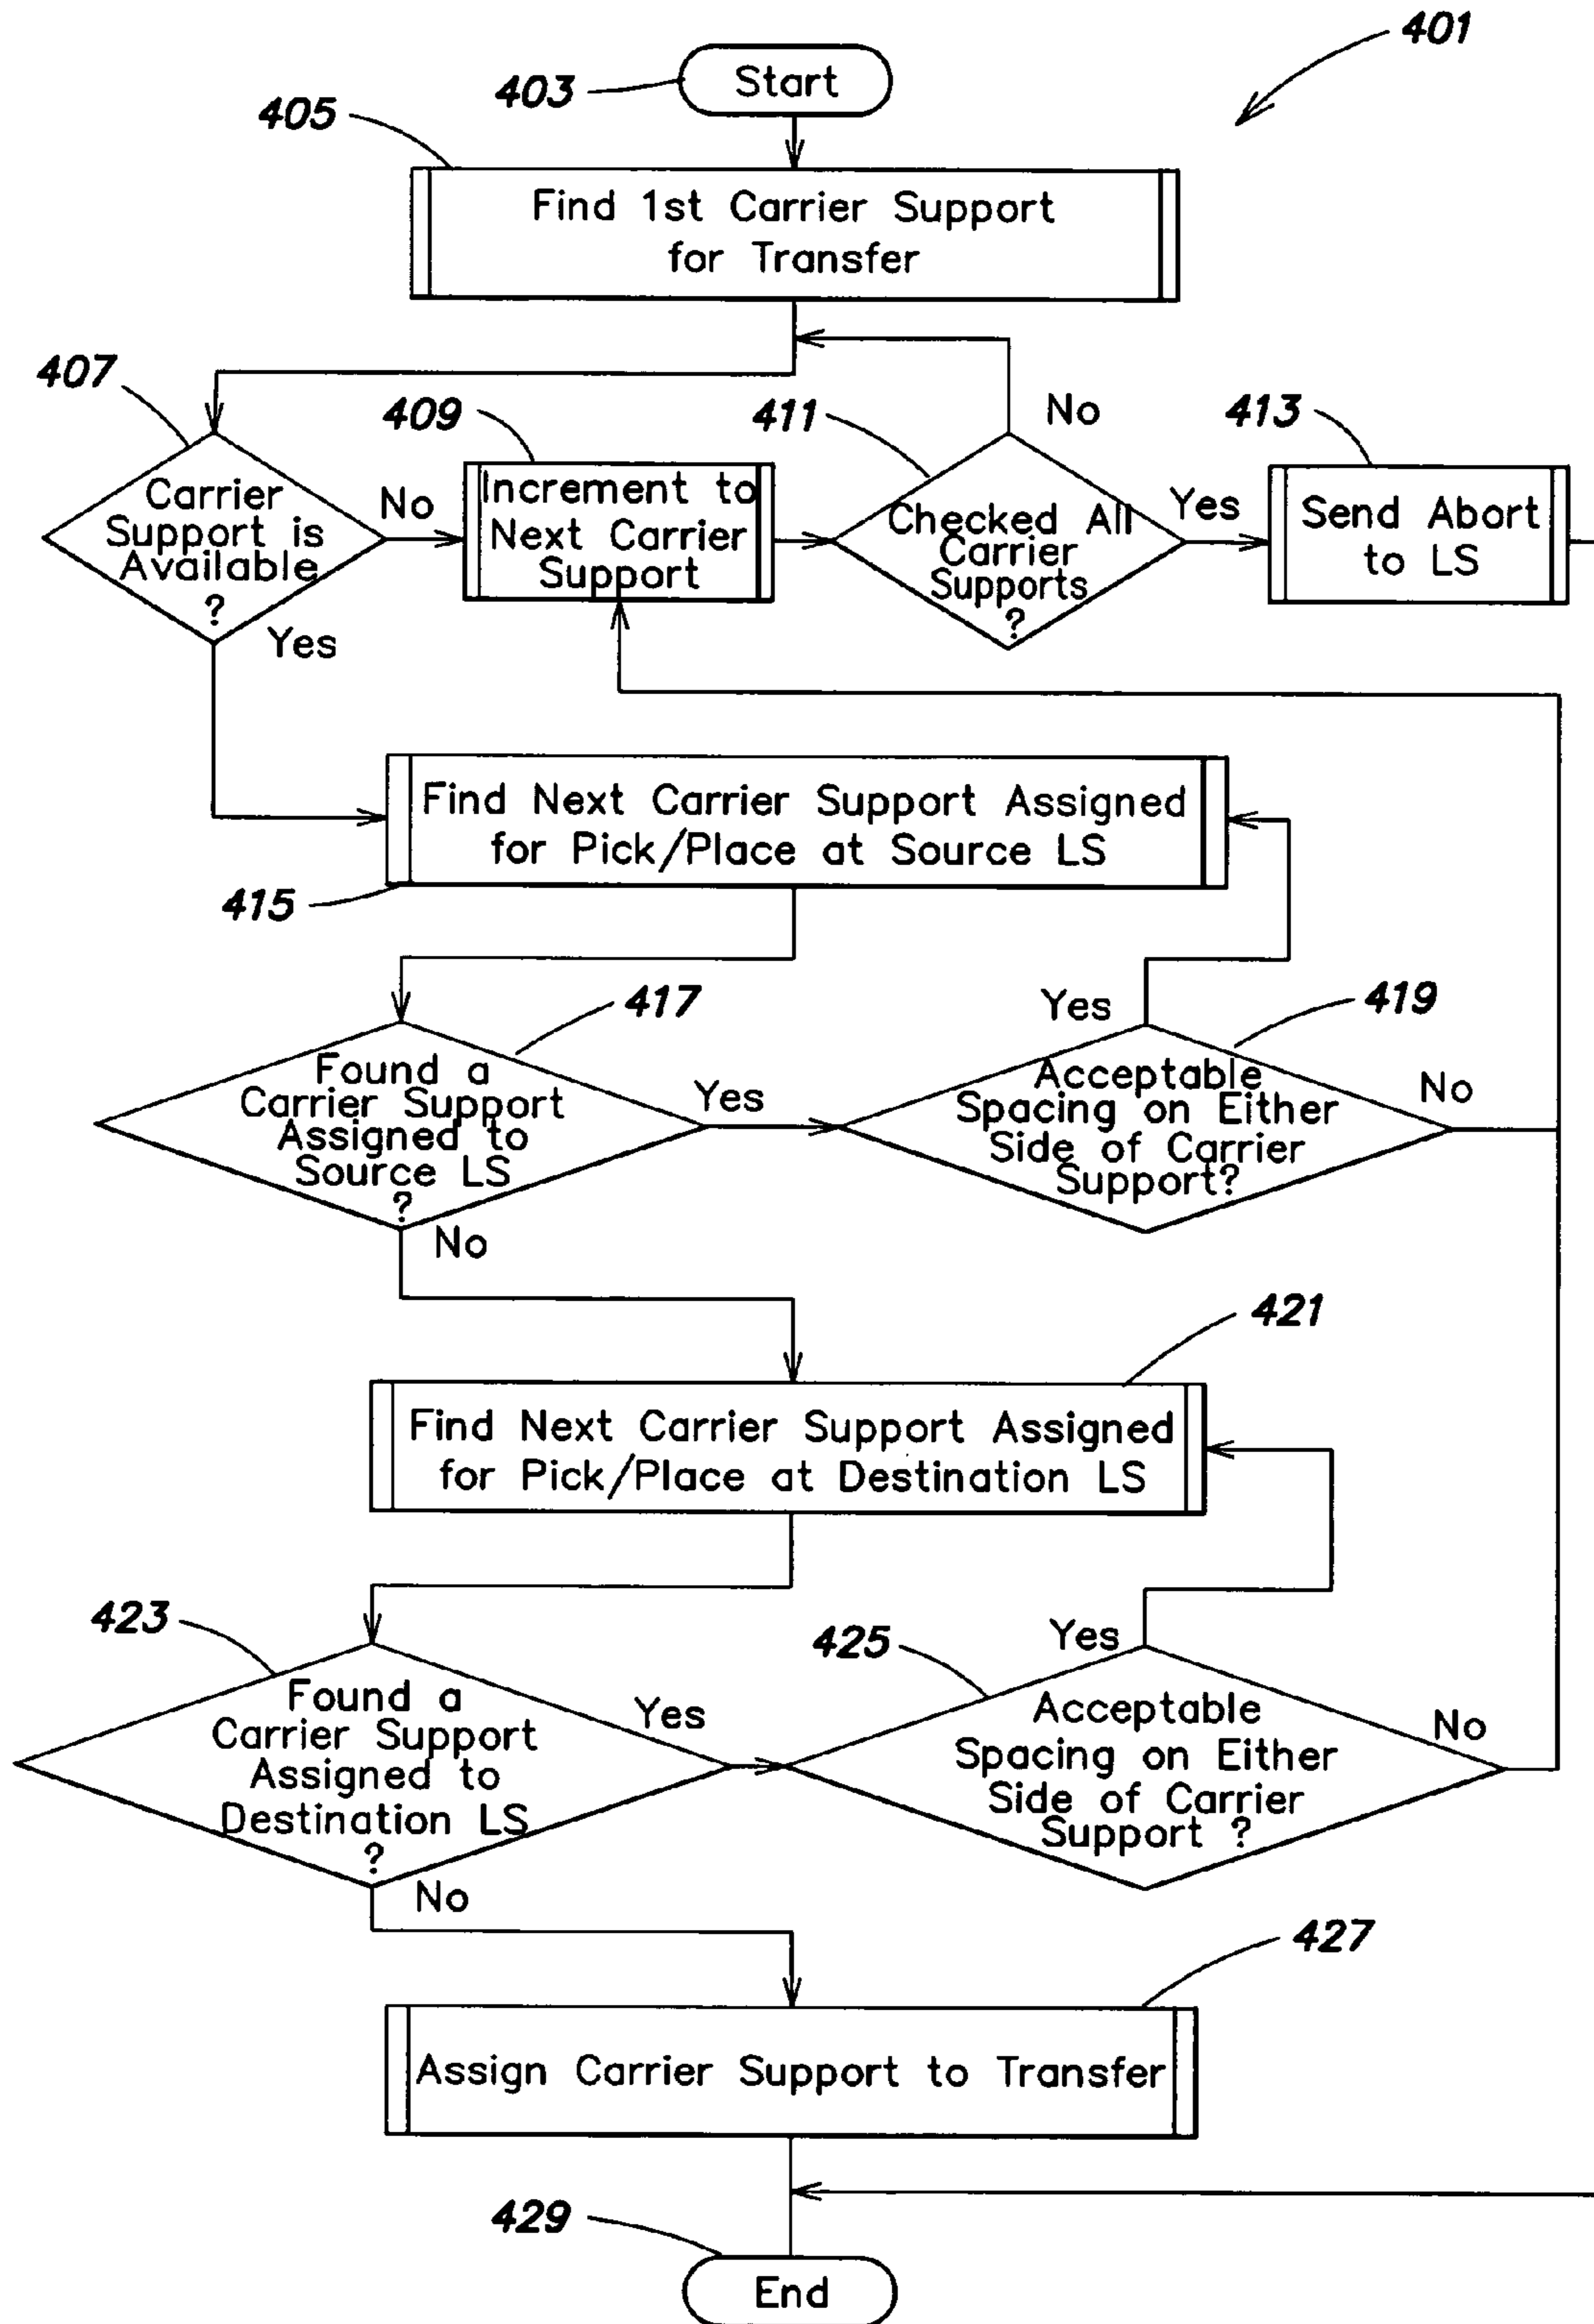 401
403
Start
405
Find 1st Carrier Support
for Transfer
407
409
411
No
413
Carrier
Support is
Available
?
No
Increment to
Next Carrier
Support
Checked All
Carrier
Supports
?
Yes
Send Abort
to LS
Yes
Find Next Carrier Support Assigned
for Pick/Place at Source LS
415
417
Yes
419
Found a
Carrier Support
Assigned to
Source LS
?
Yes
Acceptable
Spacing on Either
Side of Carrier
Support?
No
No
421
Find Next Carrier Support Assigned
for Pick/Place at Destination LS
423
425
Yes
Found a
Carrier Support
Assigned to
Destination LS
?
Yes
Acceptable
Spacing on Either
Side of Carrier
Support ?
No
No
427
Assign Carrier Support to Transfer
429
End